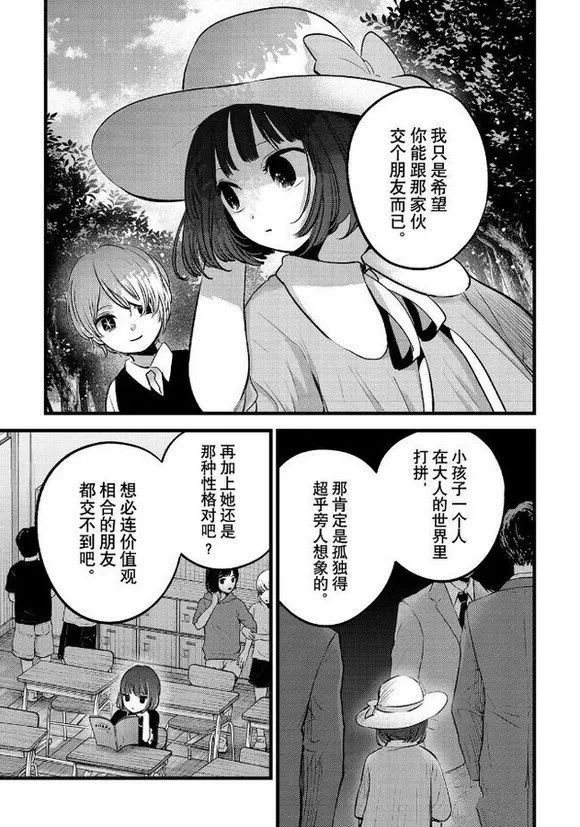 我只是希望
你能跟那家伙
交个朋友而已。
小孩子一个人
在大人的世界里
打拼，
那肯定是孤独得
超乎旁人想象的。
再加上她还是
那种性格对吧？
想必连价值观
相合的朋友
都交不到吧。